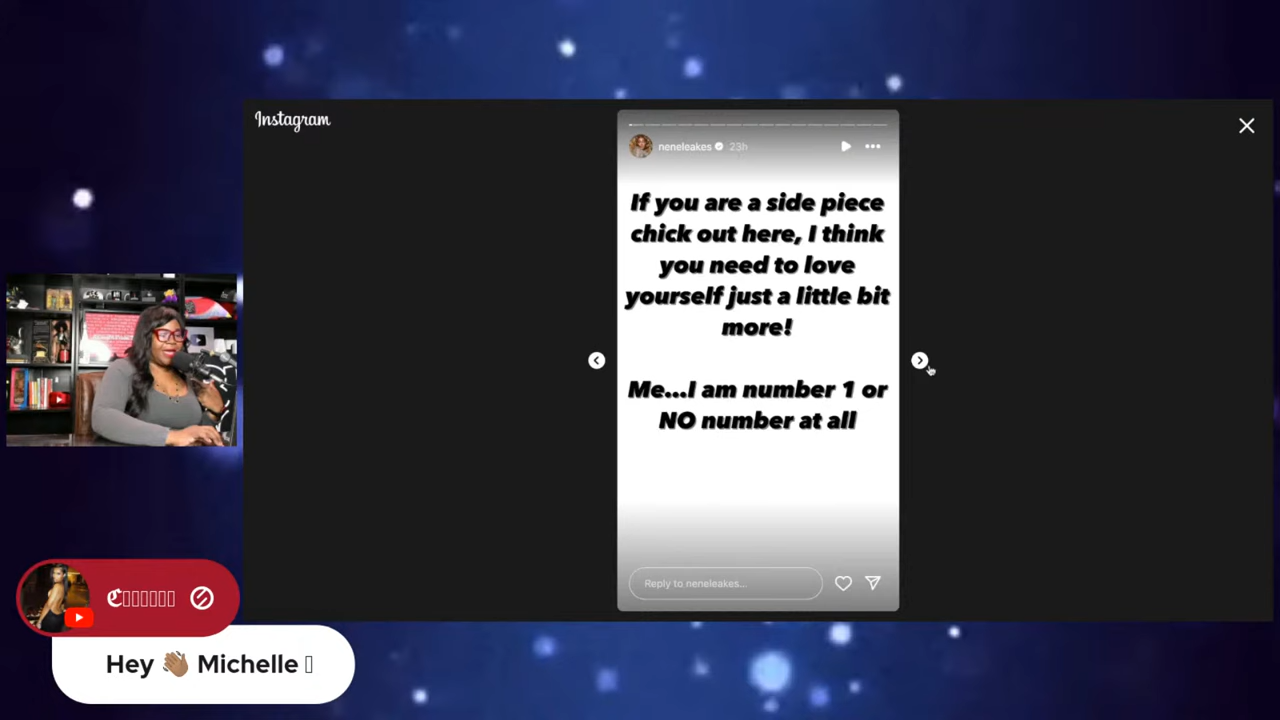 Instagram
neneleakes 23h
If you are a side piece
chick out here, I think
you need to love
yourself just a little bit
more!
Me...I am number 1 or
NO number at all
Reply to neneleakes...
Hey 👋🏽 Michelle